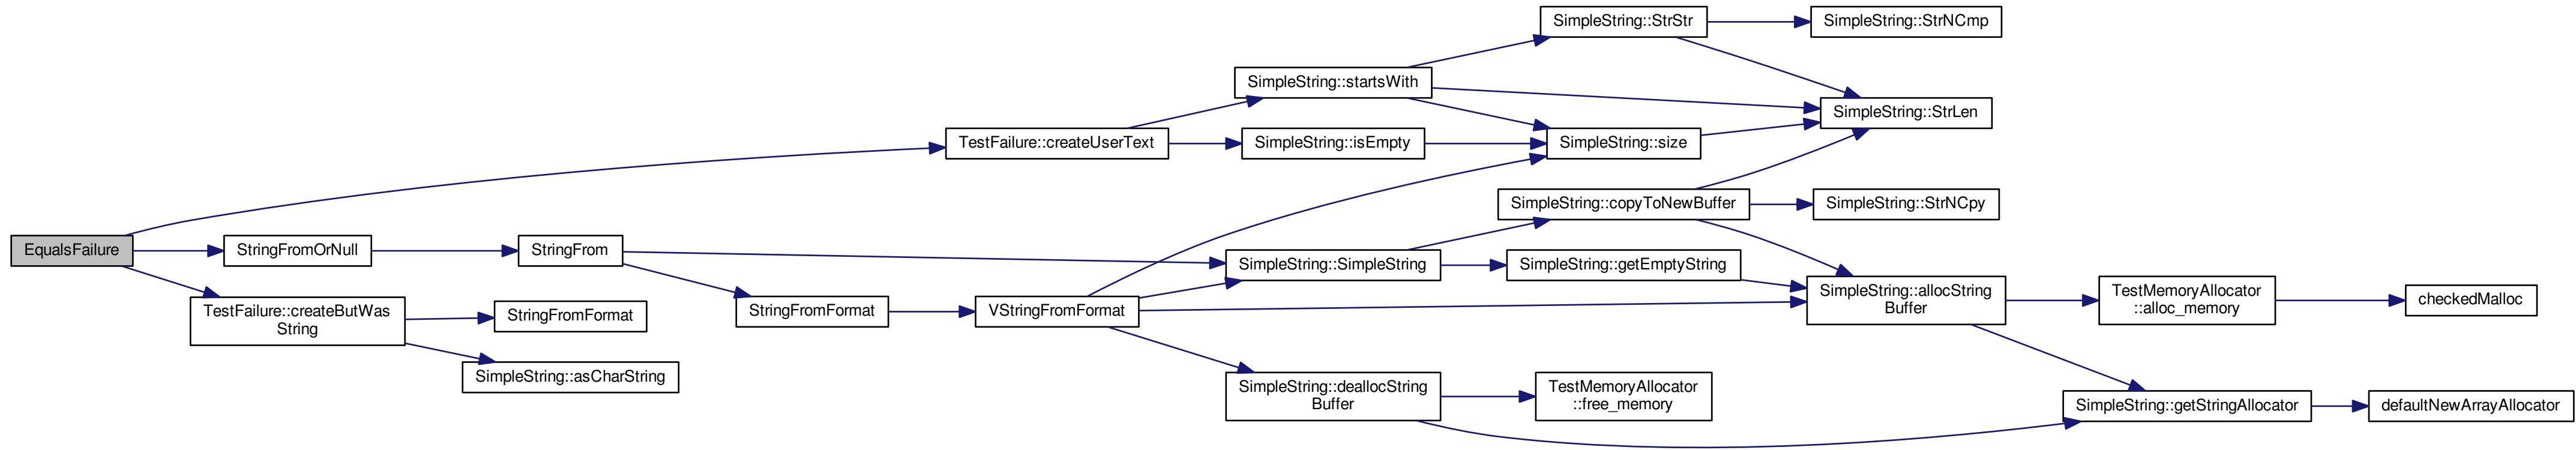 SimpleString::StrStr
SimpleString::StrNCmp
SimpleString::startsWith
SimpleString::StrLen
TestFailure::createUserText
SimpleString::isEmpty
SimpleString::size
SimpleString::copyToNewBuffer
SimpleString::StrNCpy
EqualsFailure
StringFromOrNull
StringFrom
SimpleString::SimpleString
SimpleString::getEmptyString
TestFailure::createButWas
String
StringFromFormat
StringFromFormat
VStringFromFormat
SimpleString::allocString
Buffer
TestMemoryAllocator
::alloc_memory
checkedMalloc
SimpleString::asCharString
SimpleString::deallocString
Buffer
TestMemoryAllocator
::free_memory
SimpleString::getStringAllocator
defaultNewArrayAllocator